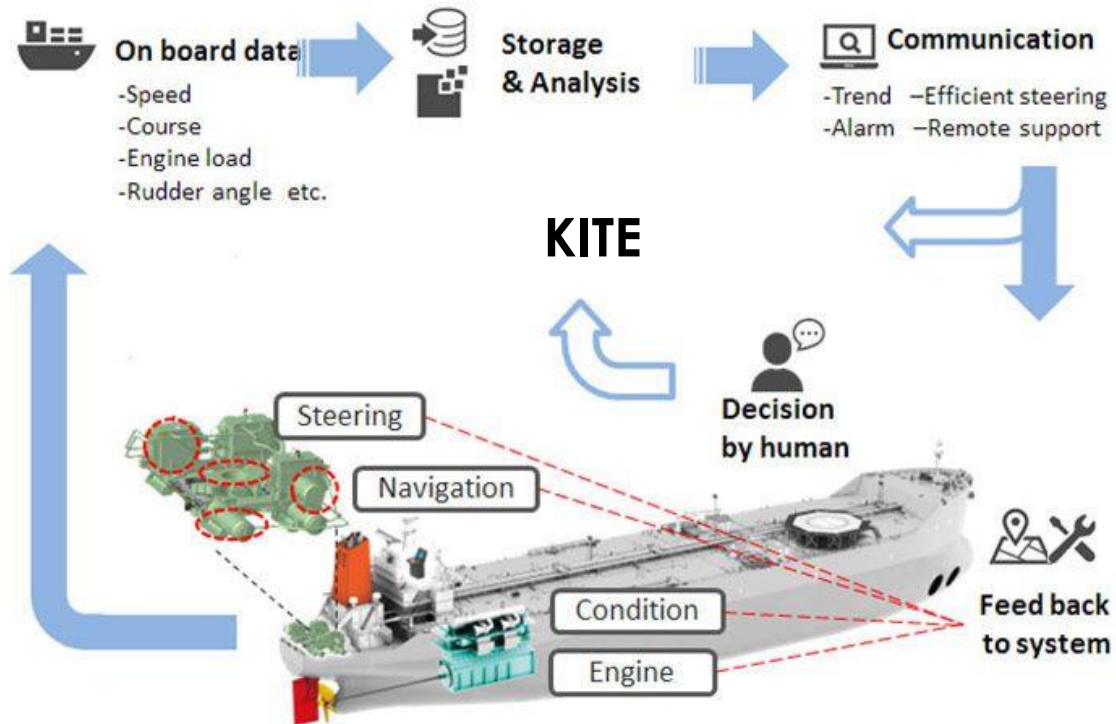 On board data
-Speed
-Course
-Engine load
-Rudder angle etc.
Storage
& Analysis
Communication
-Trend –Efficient steering
-Alarm –Remote support
KITE
Decision
by human
Steering
Navigation
Condition
Engine
Feed back
to system